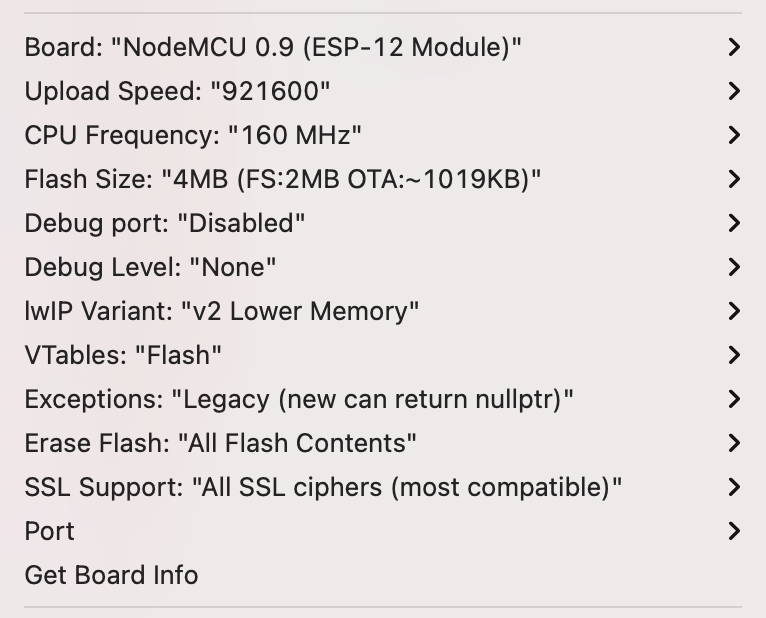 Board: "NodeMCU 0.9 (ESP-12 Module)"
Upload Speed: "921600"
CPU Frequency: "160 MHz"
Flash Size: "4MB (FS:2MB OTA:~1019KB)"
Debug port: "Disabled"
Debug Level: "None"
lwIP Variant: "v2 Lower Memory"
VTables: "Flash"
Exceptions: "Legacy (new can return nullptr)"
Erase Flash: "All Flash Contents"
SSL Support: "All SSL ciphers (most compatible)"
Port
Get Board Info